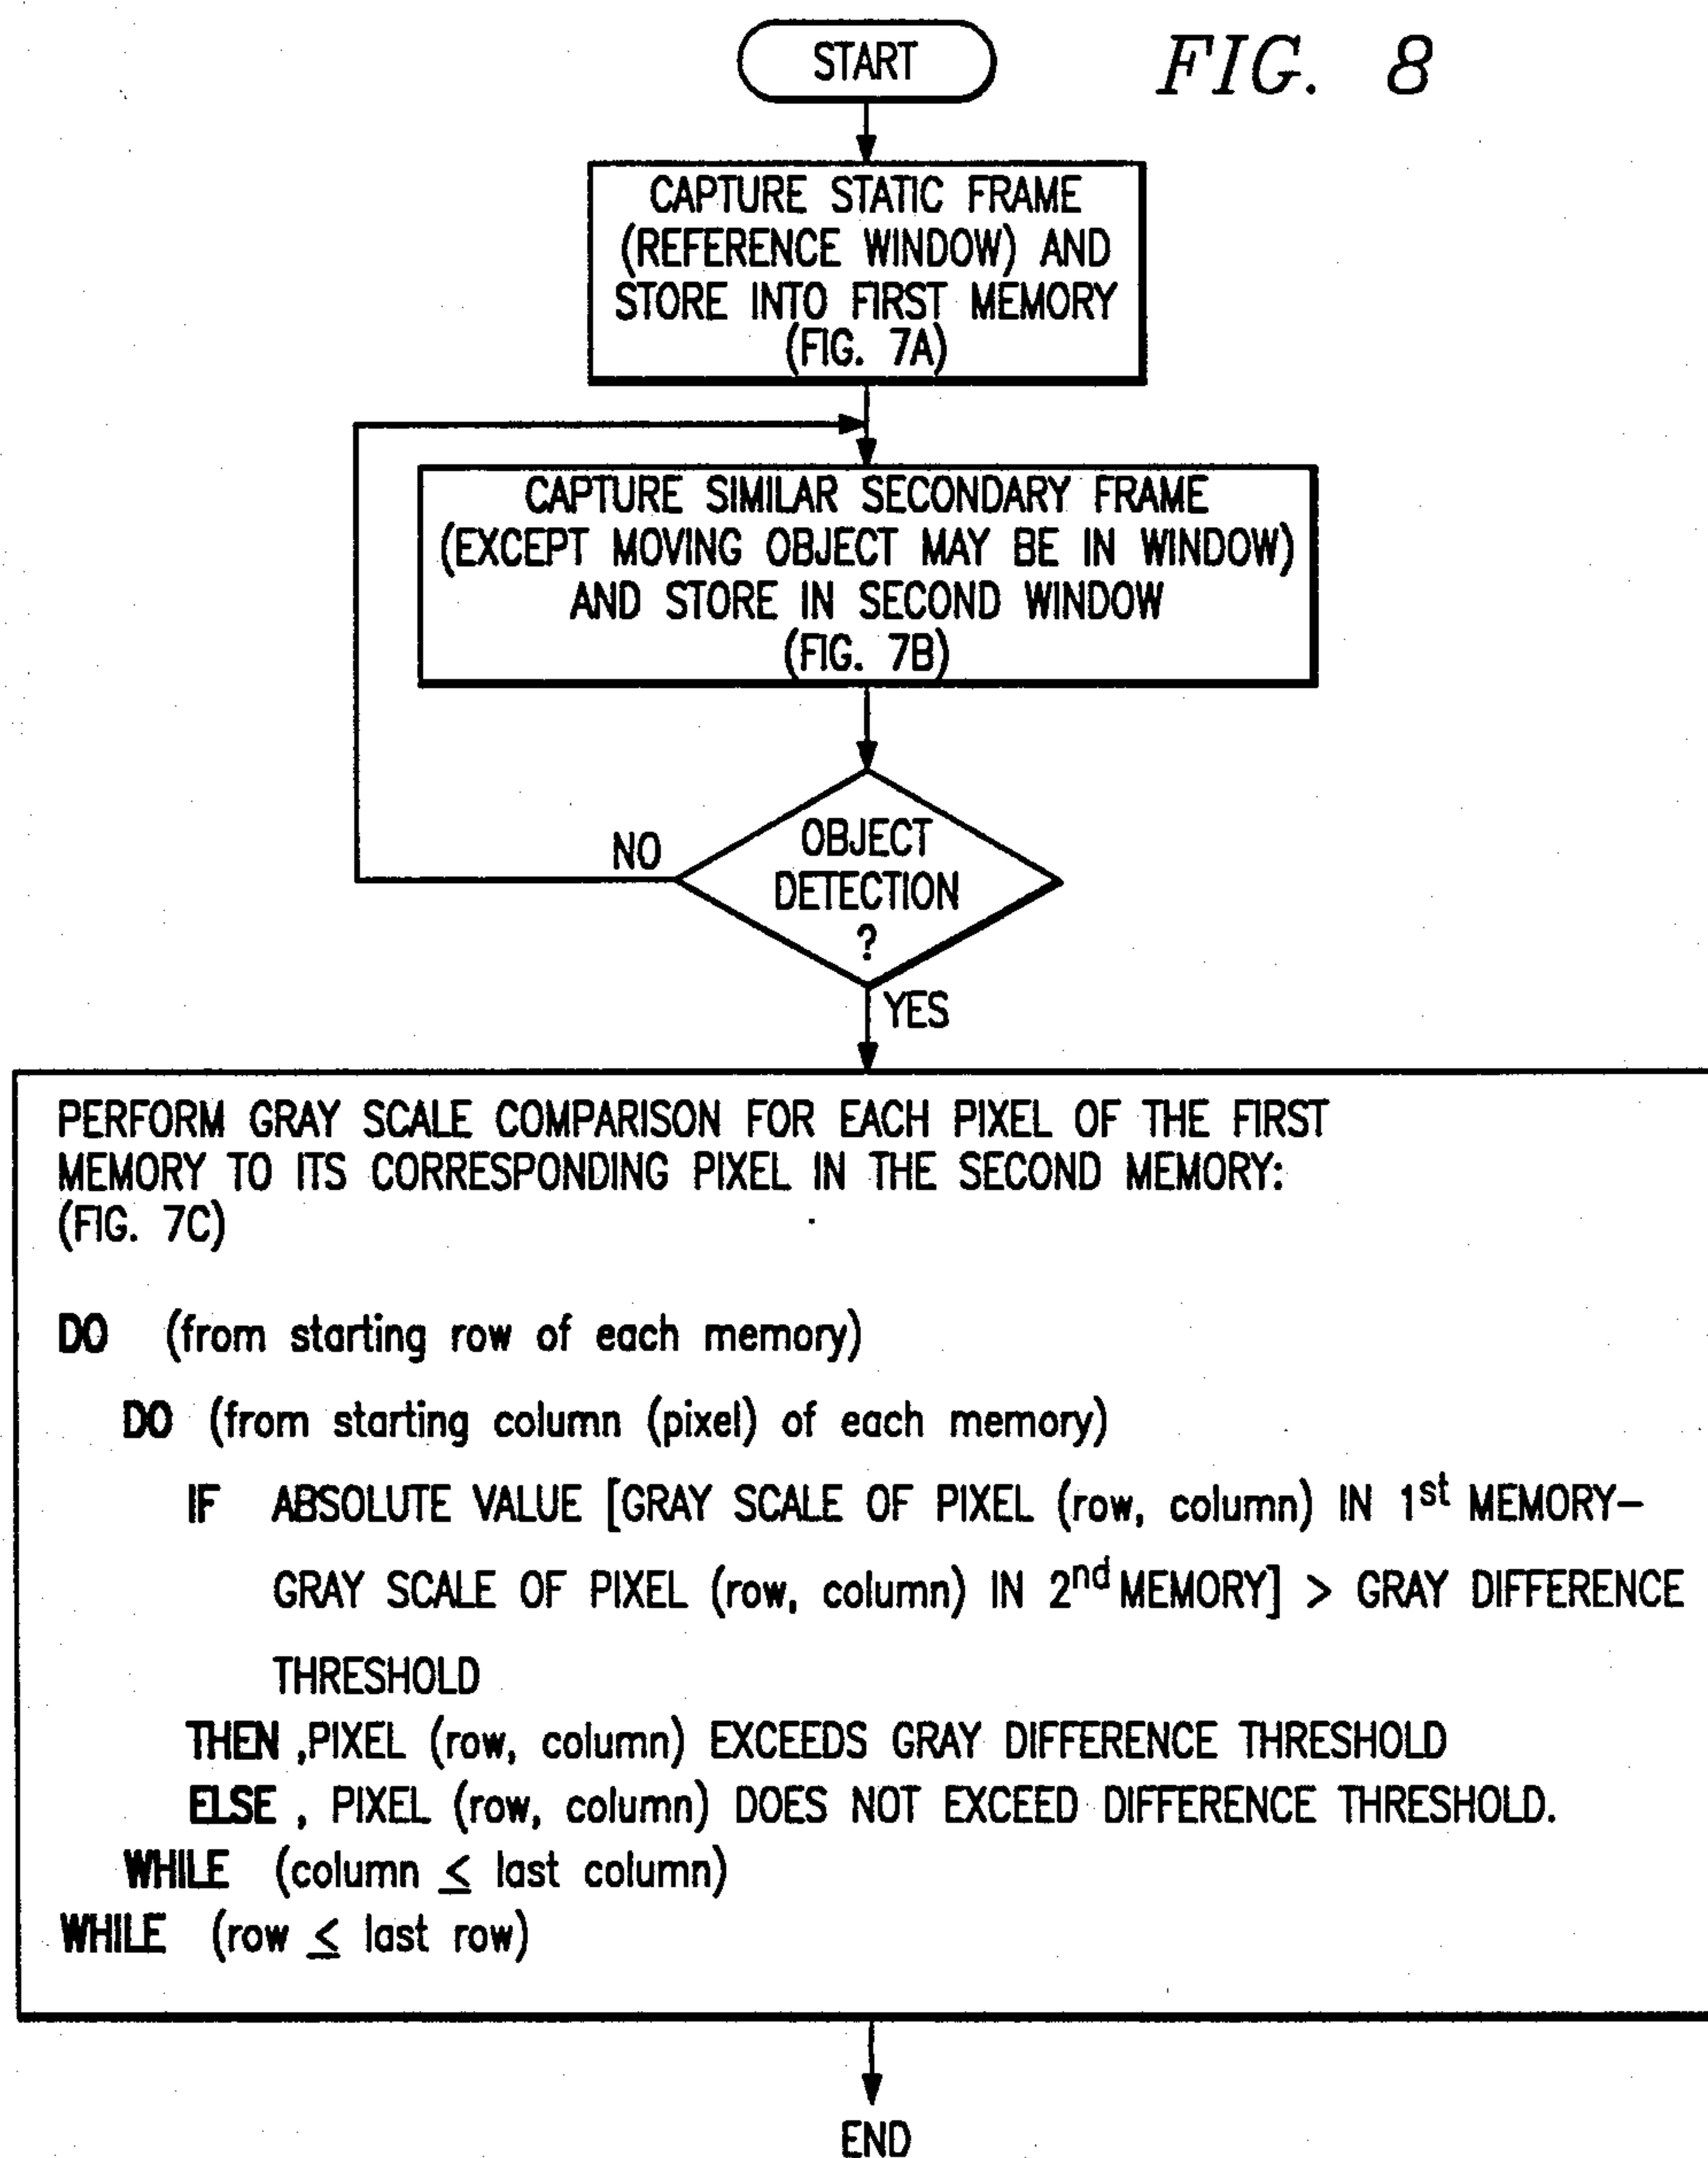 START
FIG. 8
CAPTURE STATIC FRAME
(REFERENCE WINDOW) AND
STORE INTO FIRST MEMORY
(FIG. 7A)
CAPTURE SIMILAR SECONDARY FRAME
(EXCEPT MOVING OBJECT MAY BE IN WINDOW)
AND STORE IN SECOND WINDOW
(FIG. 7B)
NO
OBJECT
DETECTION
?
YES
PERFORM GRAY SCALE COMPARISON FOR EACH PIXEL OF THE FIRST
MEMORY TO ITS CORRESPONDING PIXEL IN THE SECOND MEMORY:
(FIG. 7C)
DO (from starting row of each memory)
DO (from starting column (pixel) of each memory)
IF ABSOLUTE VALUE [GRAY SCALE OF PIXEL (row, column) IN 1st MEMORY–
GRAY SCALE OF PIXEL (row, column) IN 2nd MEMORY] > GRAY DIFFERENCE
THRESHOLD
THEN ,PIXEL (row, column) EXCEEDS GRAY DIFFERENCE THRESHOLD
ELSE , PIXEL (row, column) DOES NOT EXCEED DIFFERENCE THRESHOLD.
WHILE (column ≤ last column)
WHILE (row ≤ last row)
END